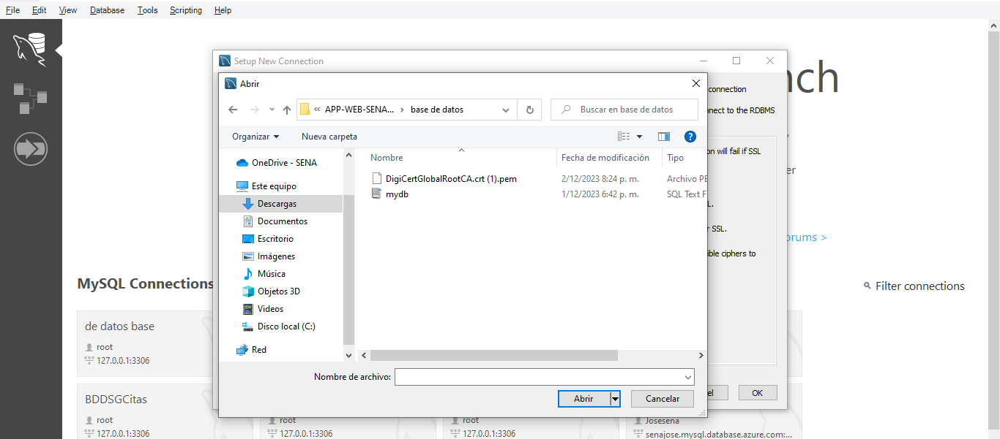 File Edit View Database Tools Scripting Help
Setup New Connection
nch
Abrir
connection
« APP-WEB-SENA... › base de datos
Buscar en base de datos
nnect to the RDBMS
Organizar Nueva carpeta
on will fail if SSL
OneDrive - SENA
Este equipo
Descargas
Documentos
Escritorio
Imágenes
Música
Objetos 3D
Videos
Disco local (C:)
Red
Nombre Fecha de modificación Tipo
DigiCertGlobalRootCA.crt (1).pem 2/12/2023 8:24 p. m. Archivo PE
mydb 1/12/2023 6:42 p. m. SQL Text F
er
L.
r SSL.
orums >
ible ciphers to
Nombre de archivo:
Abrir Cancelar
el OK
MySQL Connections
Filter connections
de datos base
root
127.0.0.1:3306
BDDSGCitas
root
127.0.0.1:3306
root
127.0.0.1:3306
root
127.0.0.1:3306
Josesena
senajose.mysql.database.azure.com:...